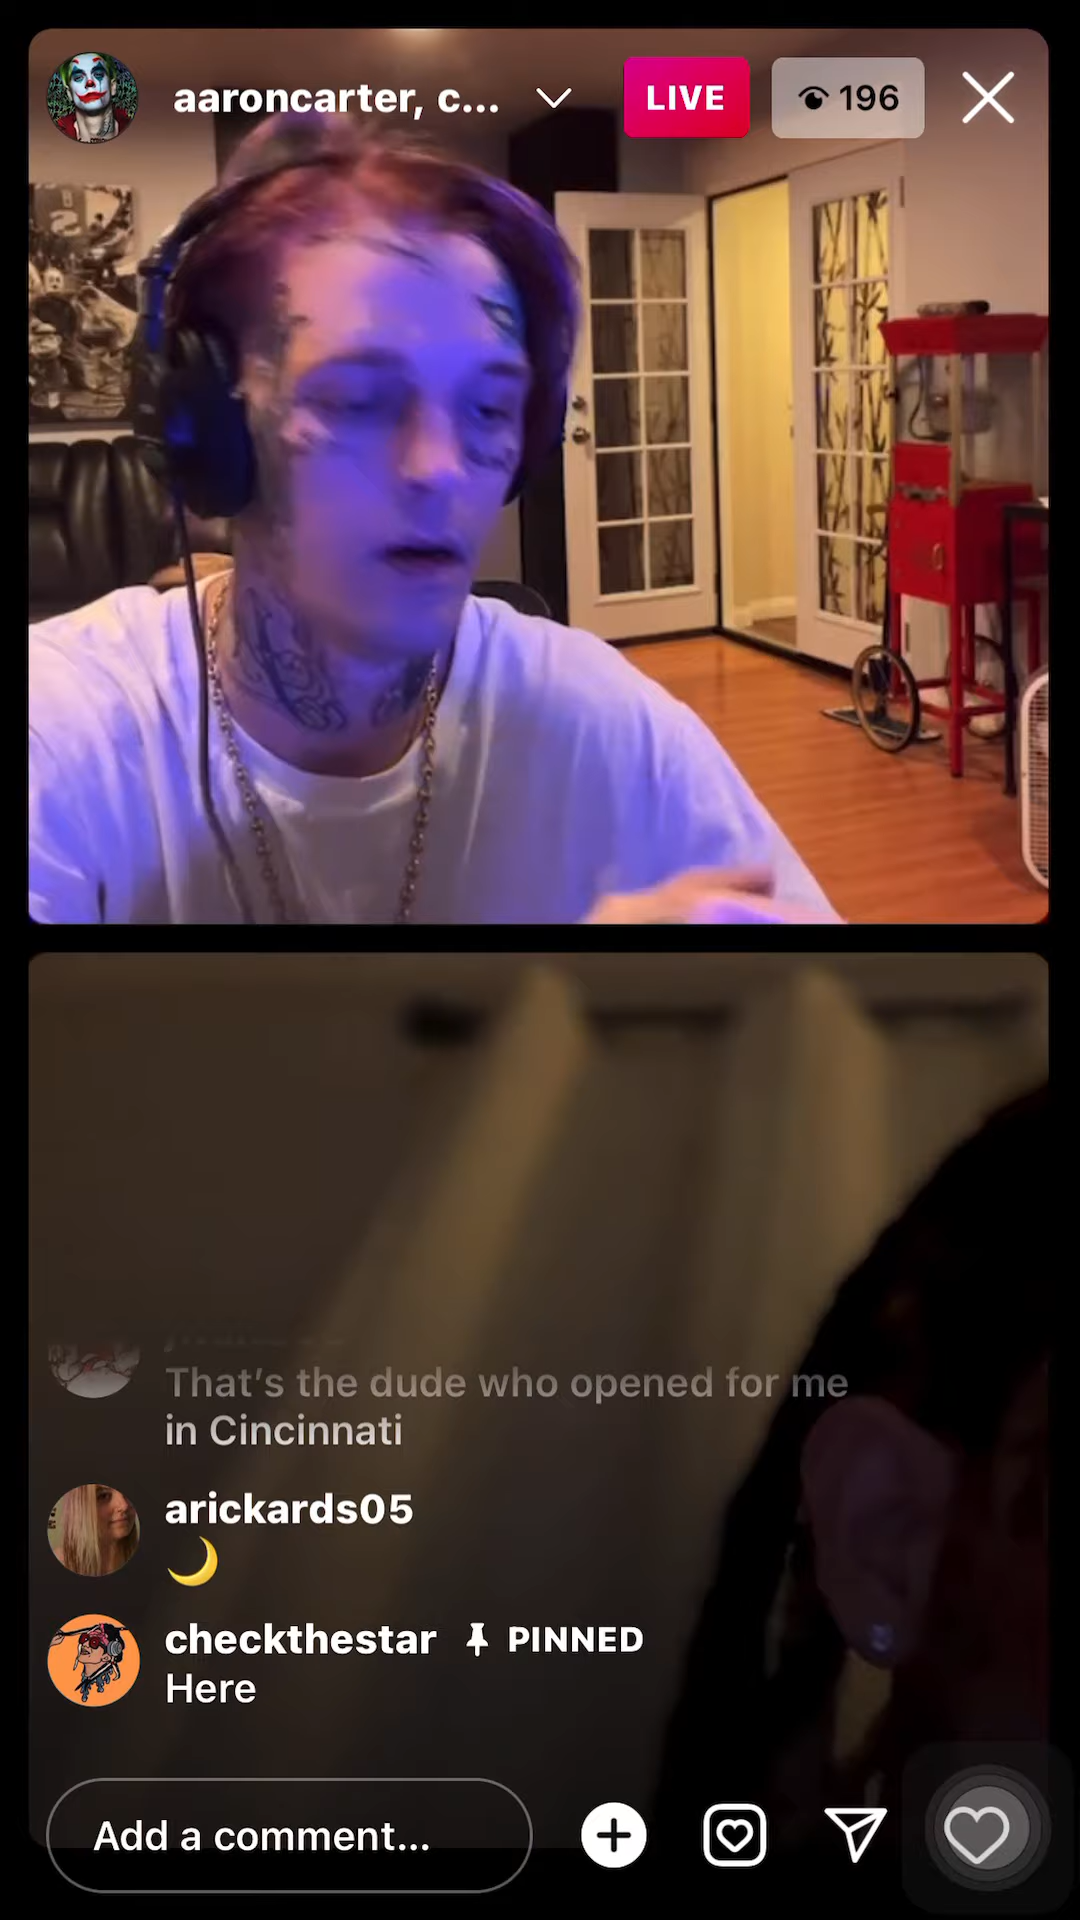 aaroncarter, c...
LIVE
196
That's the dude who opened for me
in Cincinnati
arickards05
🌙
checkthestar PINNED
Here
Add a comment...